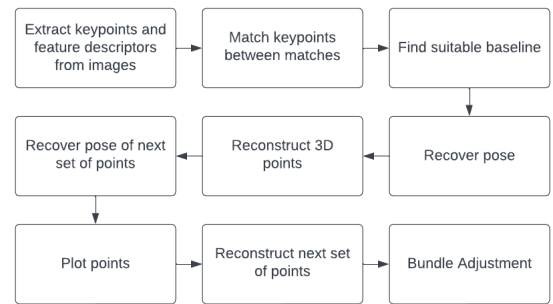 Extract keypoints and
feature descriptors
from images
Match keypoints
between matches
Find suitable baseline
Recover pose of next
set of points
Reconstruct 3D
points
Recover pose
Plot points
Reconstruct next set
of points
Bundle Adjustment